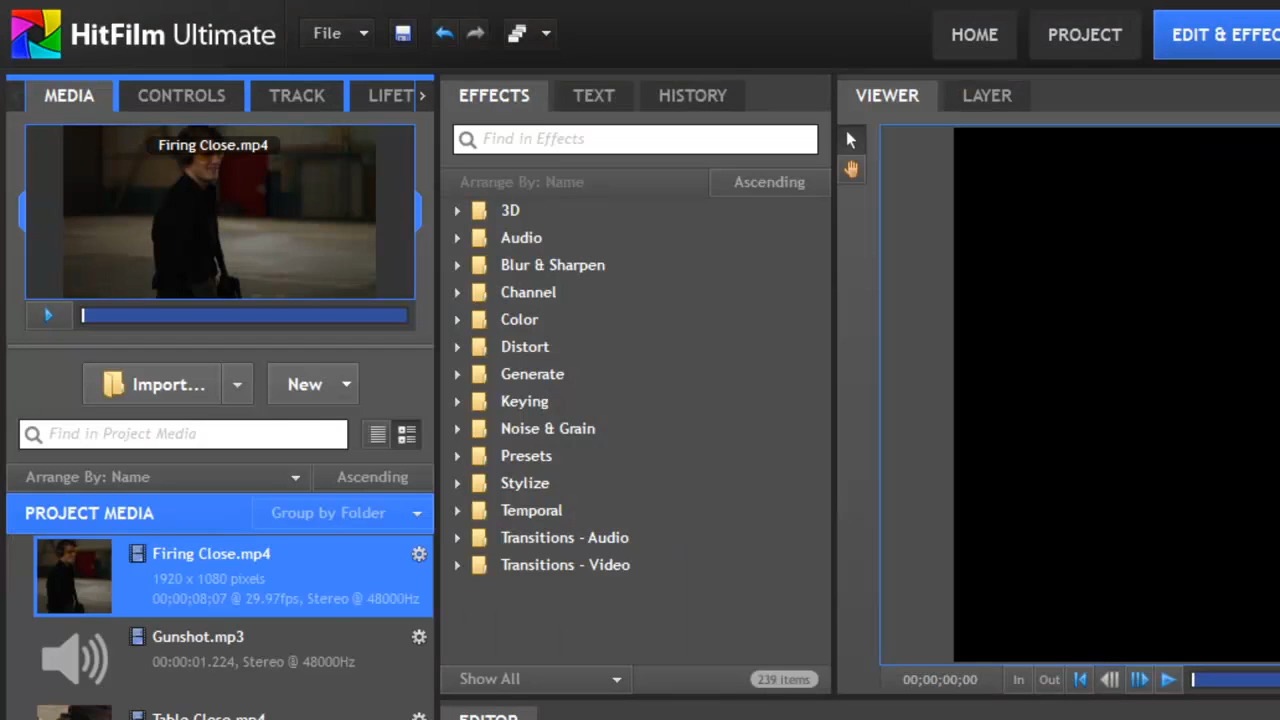 HitFilm Ultimate
File
HOME
PROJECT
EDIT & EFFEC
MEDIA
CONTROLS
TRACK
LIFET
Firing Close.mp4
Import...
New
Find in Project Media
Arrange By: Name
Ascending
PROJECT MEDIA
Group by Folder
Firing Close.mp4
1920 x 1080 pixels
00;00;08;07 @ 29.97fps, Stereo @ 48000Hz
Gunshot.mp3
00:00:01.224, Stereo @ 48000Hz
Table Close.mp4
EFFECTS
TEXT
HISTORY
Find in Effects
Arrange By: Name
Ascending
3D
Audio
Blur & Sharpen
Channel
Color
Distort
Generate
Keying
Noise & Grain
Presets
Stylize
Temporal
Transitions - Audio
Transitions - Video
Show All
239 items
EDITOR
VIEWER
LAYER
00;00;00;00
In
Out